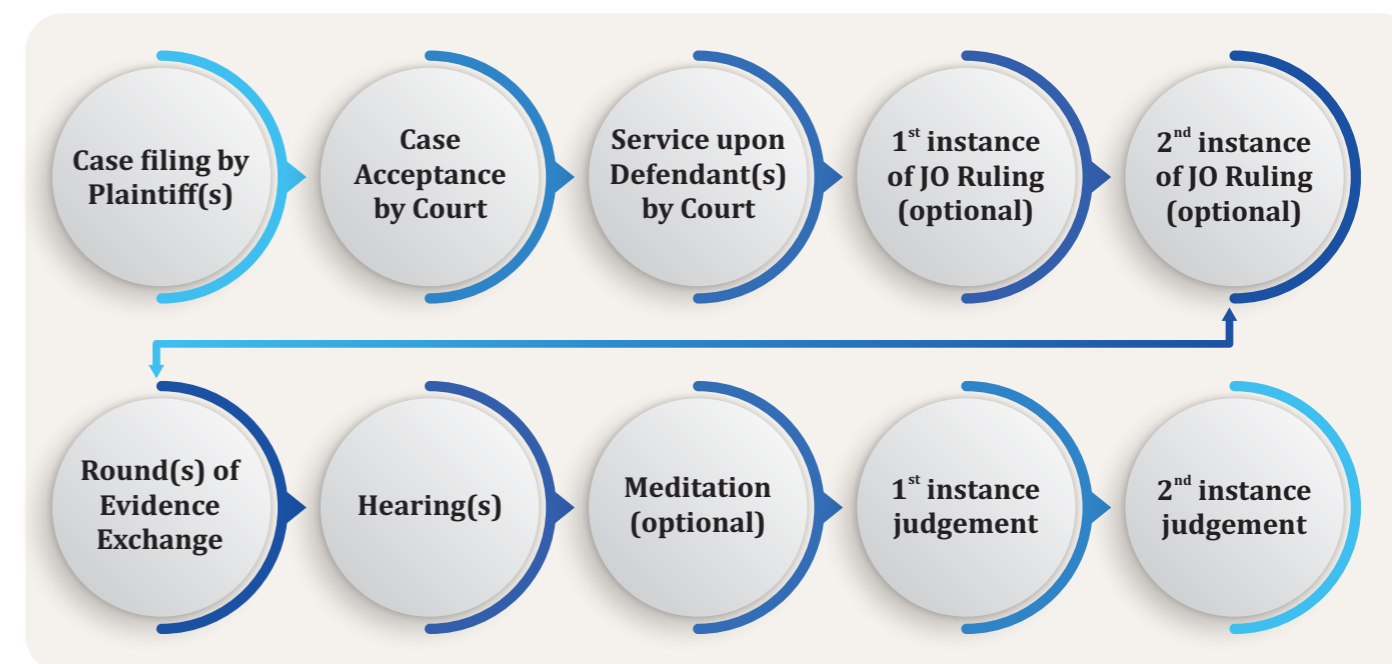 Case filing by
Plaintiff(s)
Case
Acceptance
by Court
Service upon
Defendant(s)
by Court
1st instance
of JO Ruling
(optional)
2nd instance
of JO Ruling
(optional)
Round(s) of
Evidence
Exchange
Hearing(s)
Meditation
(optional)
1st instance
judgement
2nd instance
judgement